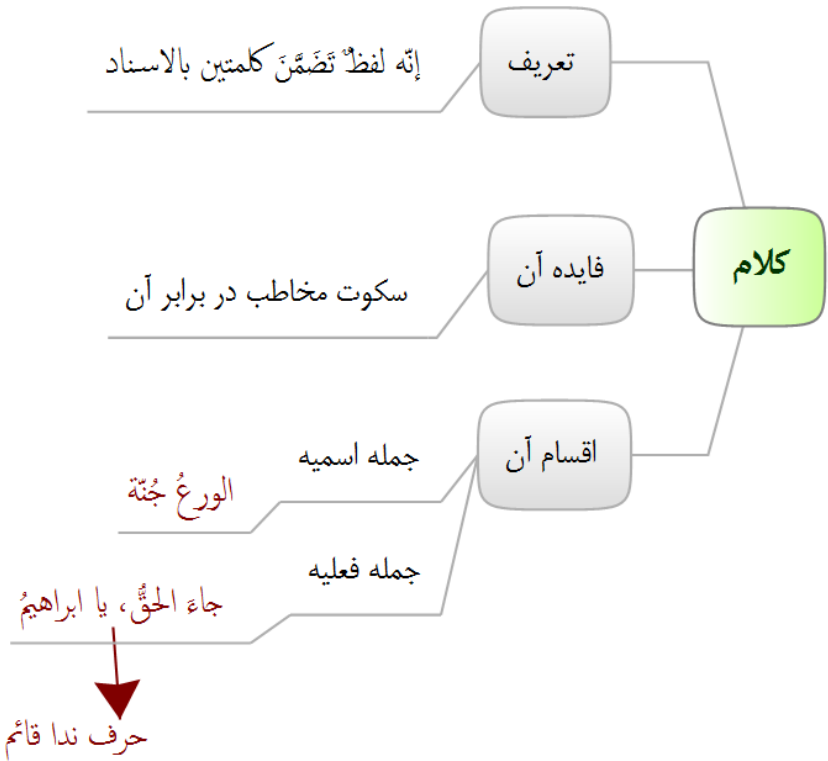 کلام
تعریف
إنّه لفظٌ تَضَمَّنَ کلمتین بالاسناد
فایده آن
سکوت مخاطب در برابر آن
اقسام آن
جمله اسمیه
الورعُ جُنّة
جمله فعلیه
جاءَ الحقُّ، یا ابراهیمُ
حرف ندا قائم